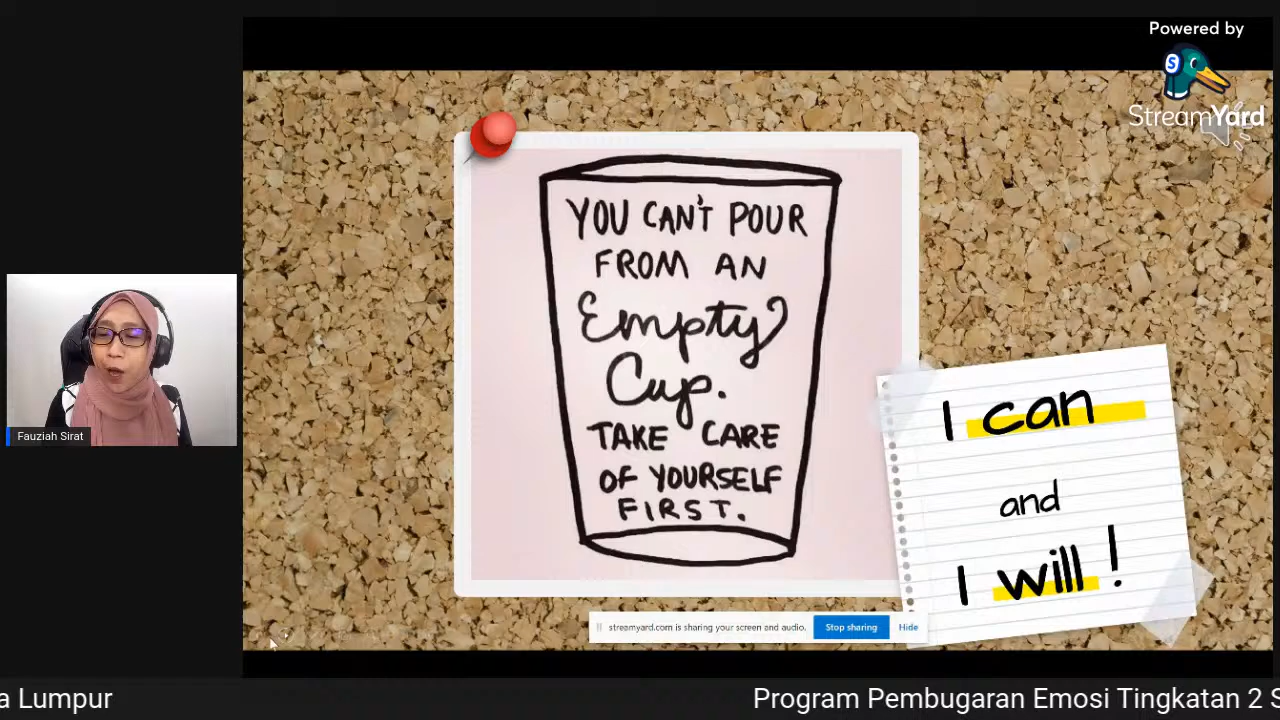 Powered by
StreamYard
YOU CAN'T POUR
FROM AN
Empty
Cup.
TAKE CARE
OF YOURSELF
FIRST.
I can
and
I will!
Fauziah Sirat
streamyard.com is sharing your screen and audio.
Stop sharing
Hide
a Lumpur
Program Pembugaran Emosi Tingkatan 2 S